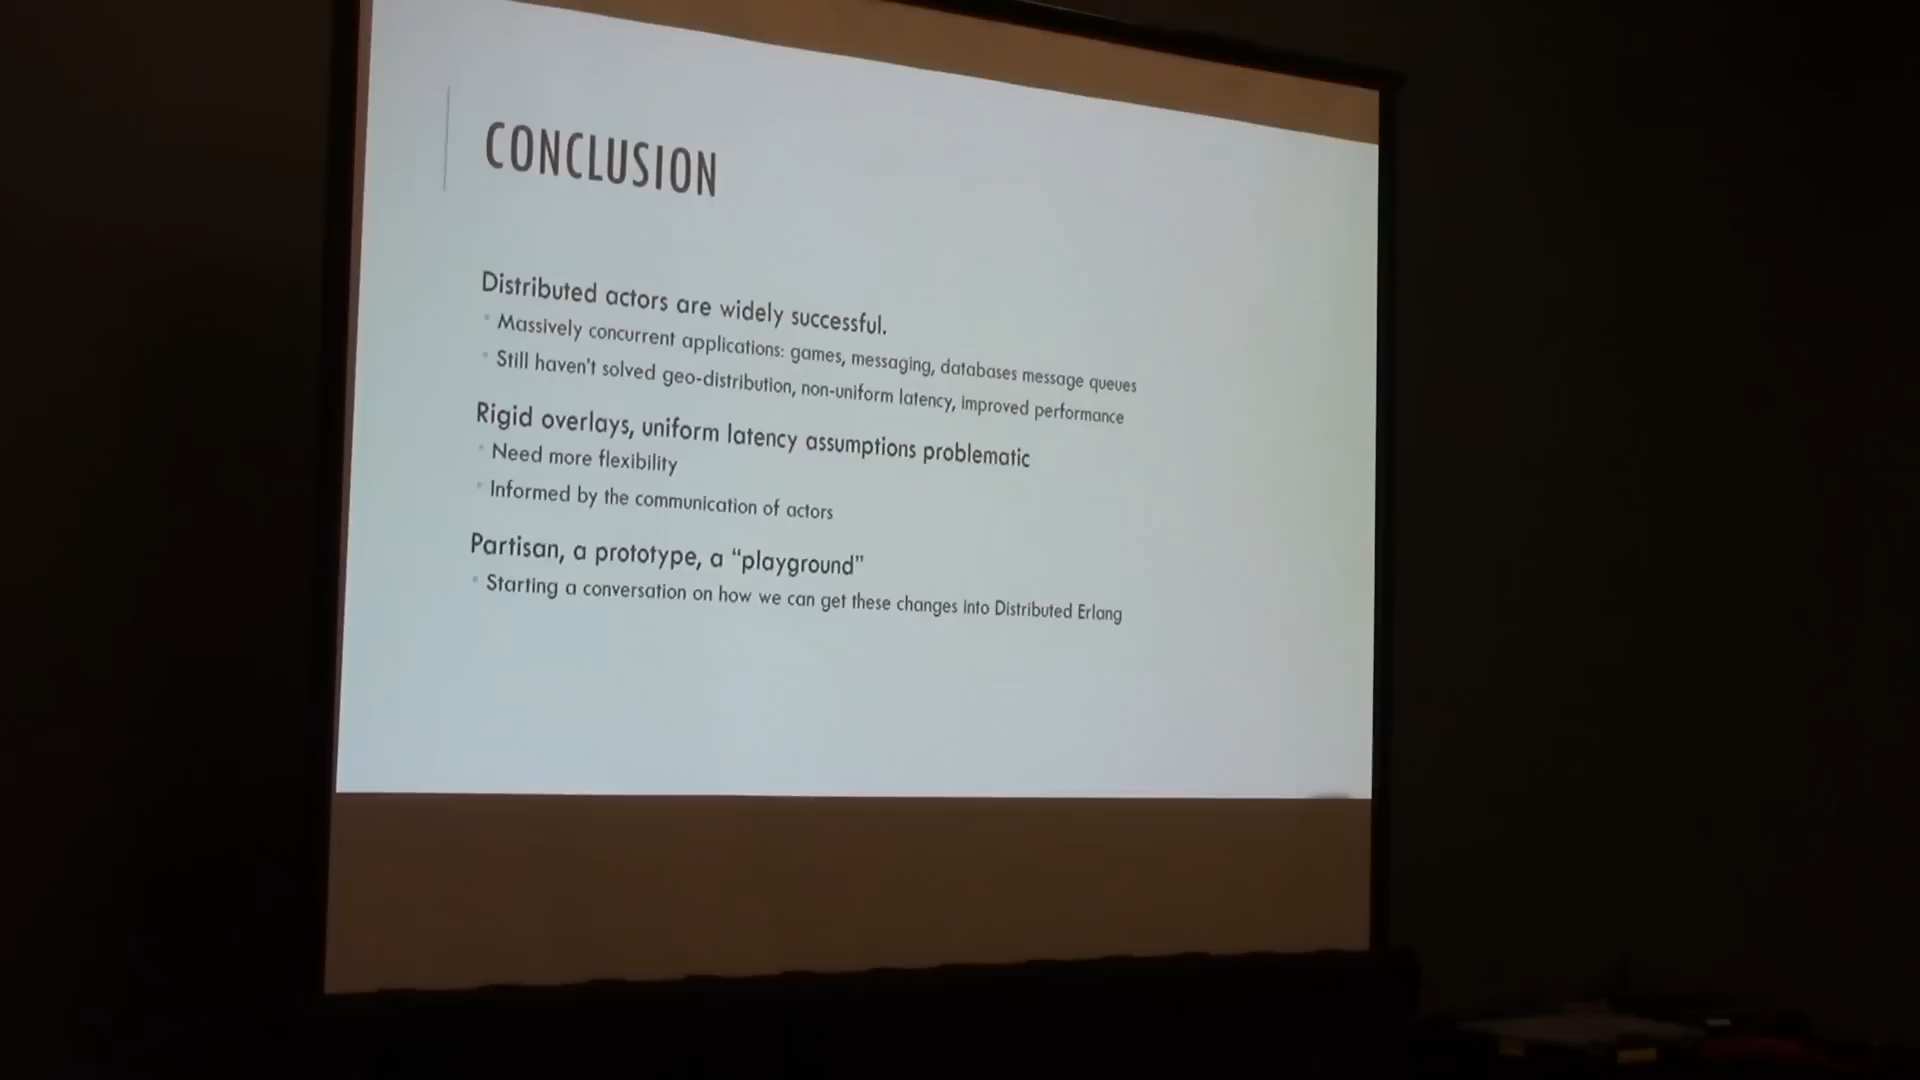 CONCLUSION
Distributed actors are widely successful.
Massively concurrent applications: games, messaging, databases message queues
Still haven't solved geo-distribution, non-uniform latency, improved performance
Rigid overlays, uniform latency assumptions problematic
Need more flexibility
Informed by the communication of actors
Partisan, a prototype, a “playground”
Starting a conversation on how we can get these changes into Distributed Erlang